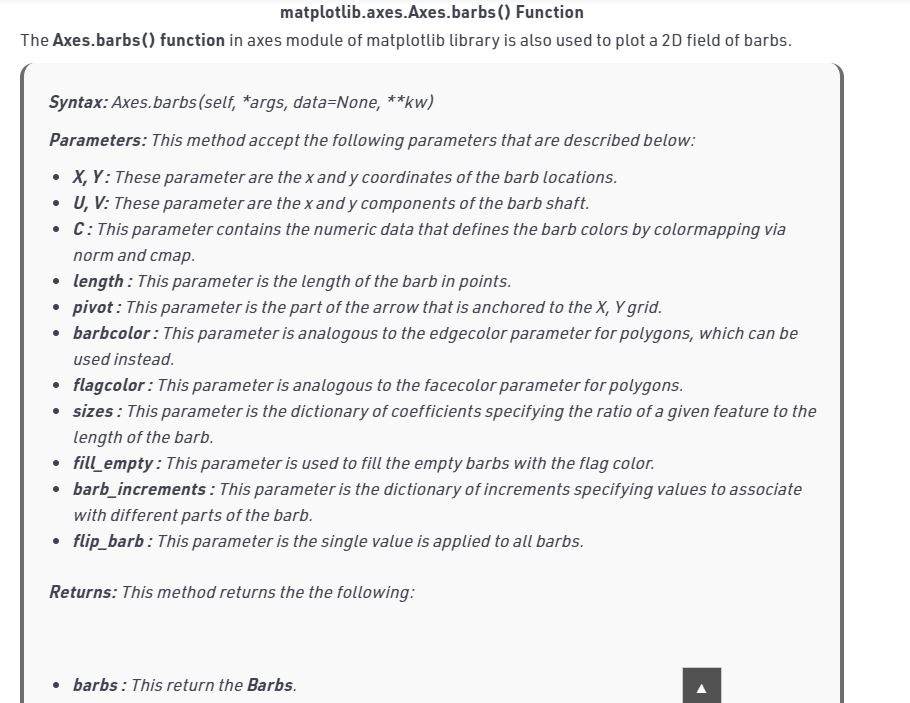 matplotlib.axes.Axes.barbs() Function
The Axes.barbs() function in axes module of matplotlib library is also used to plot a 2D field of barbs.
Syntax: Axes.barbs(self, *args, data=None, **kw)
Parameters: This method accept the following parameters that are described below:
• X, Y : These parameter are the x and y coordinates of the barb locations.
• U, V: These parameter are the x and y components of the barb shaft.
• C : This parameter contains the numeric data that defines the barb colors by colormapping via
norm and cmap.
• length : This parameter is the length of the barb in points.
• pivot : This parameter is the part of the arrow that is anchored to the X, Y grid.
• barbcolor : This parameter is analogous to the edgecolor parameter for polygons, which can be
used instead.
• flagcolor : This parameter is analogous to the facecolor parameter for polygons.
• sizes : This parameter is the dictionary of coefficients specifying the ratio of a given feature to the
length of the barb.
• fill_empty : This parameter is used to fill the empty barbs with the flag color.
• barb_increments : This parameter is the dictionary of increments specifying values to associate
with different parts of the barb.
• flip_barb : This parameter is the single value is applied to all barbs.
Returns: This method returns the the following:
• barbs : This return the Barbs.